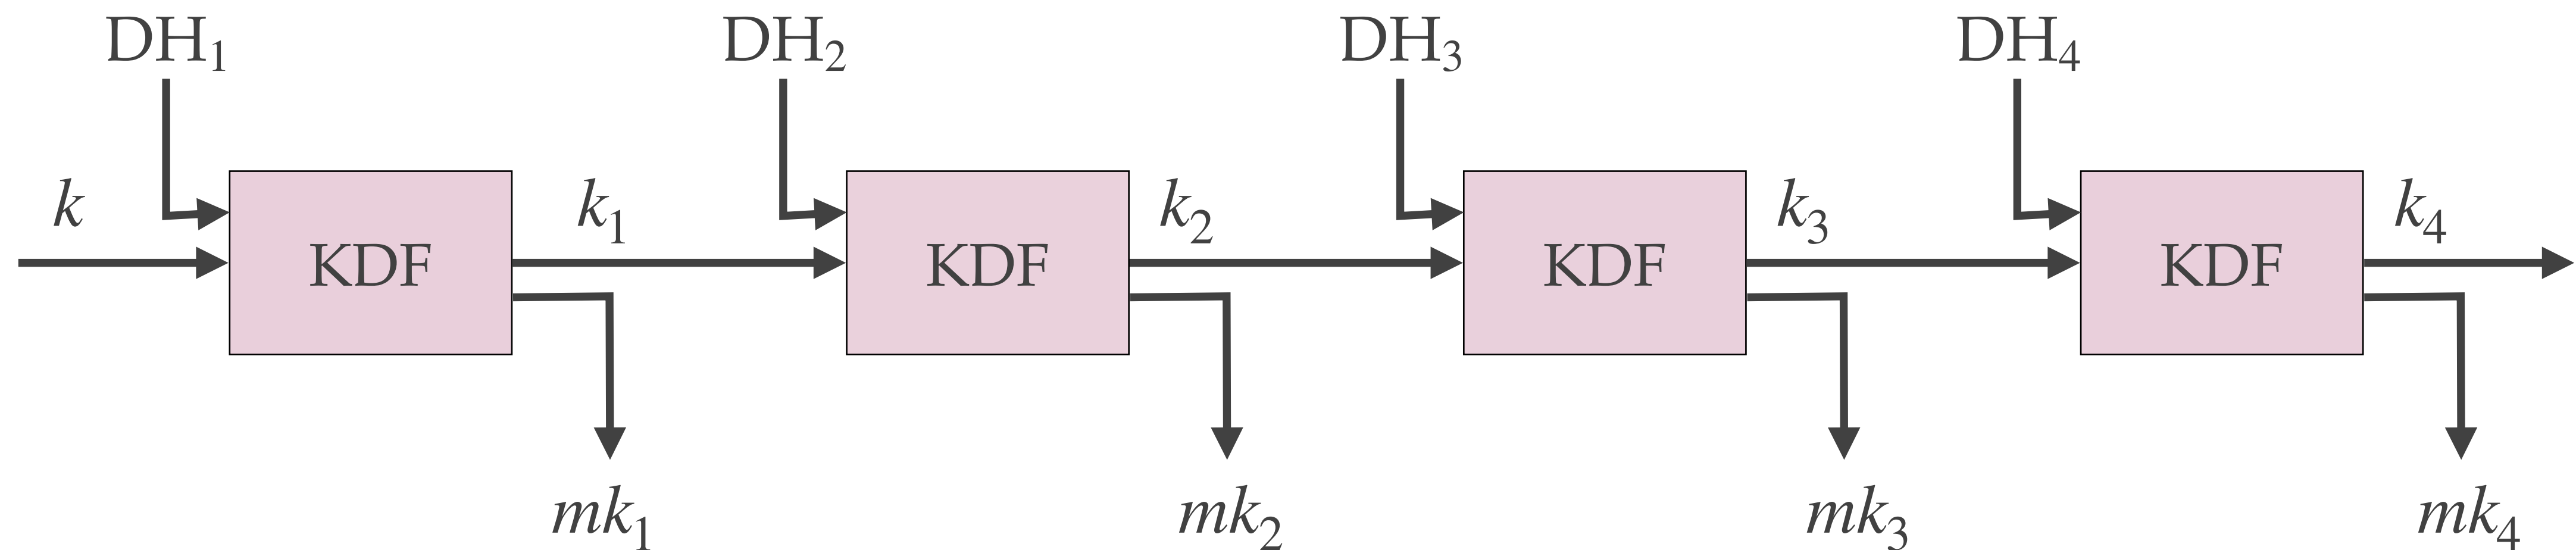 DH₁ DH₂ DH₃ DH₄
k k₁ k₂ k₃ k₄
KDF KDF KDF KDF
mk₁ mk₂ mk₃ mk₄